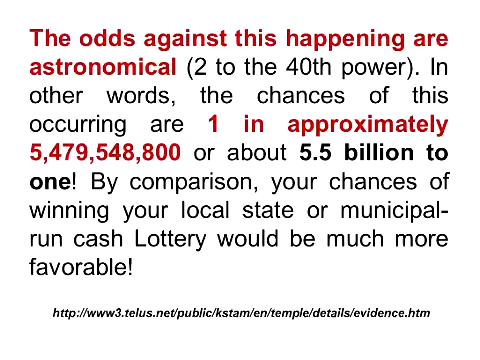 The odds against this happening are
astronomical (2 to the 40th power). In
other words, the chances of this
occurring are 1 in approximately
5,479,548,800 or about 5.5 billion to
one! By comparison, your chances of
winning your local state or municipal-
run cash Lottery would be much more
favorable!
http://www3.telus.net/public/kstam/en/temple/details/evidence.htm